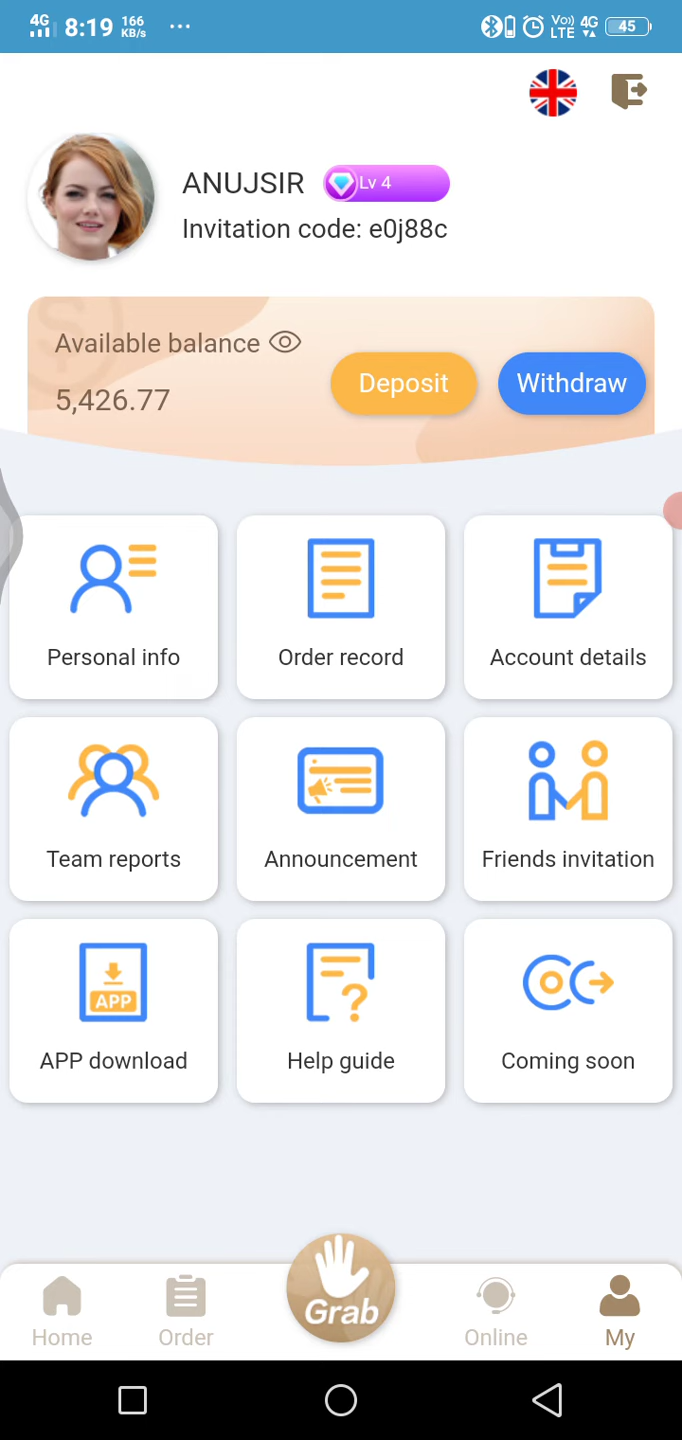 4G 8:19 166 KB/s ... Vo)) LTE 4G 45
ANUJSIR Lv 4
Invitation code: e0j88c
Available balance
5,426.77
Deposit Withdraw
Personal info Order record Account details
Team reports Announcement Friends invitation
APP
APP download Help guide Coming soon
Grab
Home Order Online My